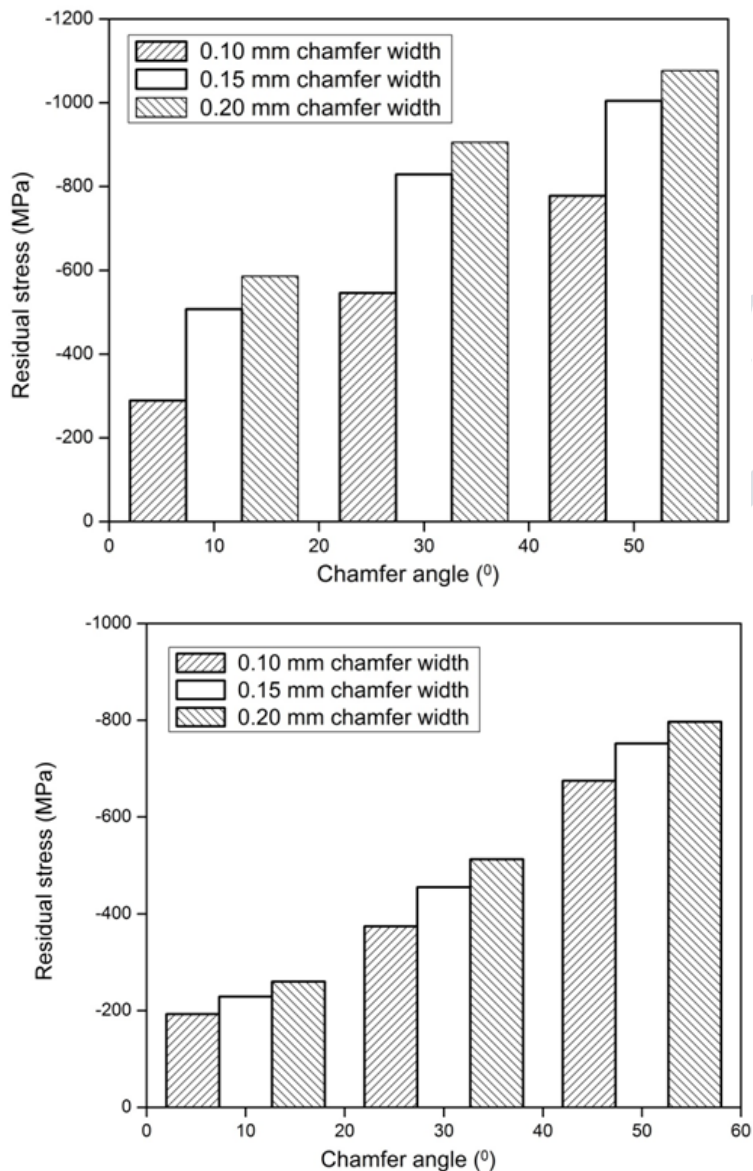 -1200
-1000
-800
-600
-400
-200
0
Residual stress (MPa)
0.10 mm chamfer width
0.15 mm chamfer width
0.20 mm chamfer width
0 10 20 30 40 50
Chamfer angle (⁰)
-1000
-800
-600
-400
-200
0
Residual stress (MPa)
0.10 mm chamfer width
0.15 mm chamfer width
0.20 mm chamfer width
0 10 20 30 40 50 60
Chamfer angle (⁰)